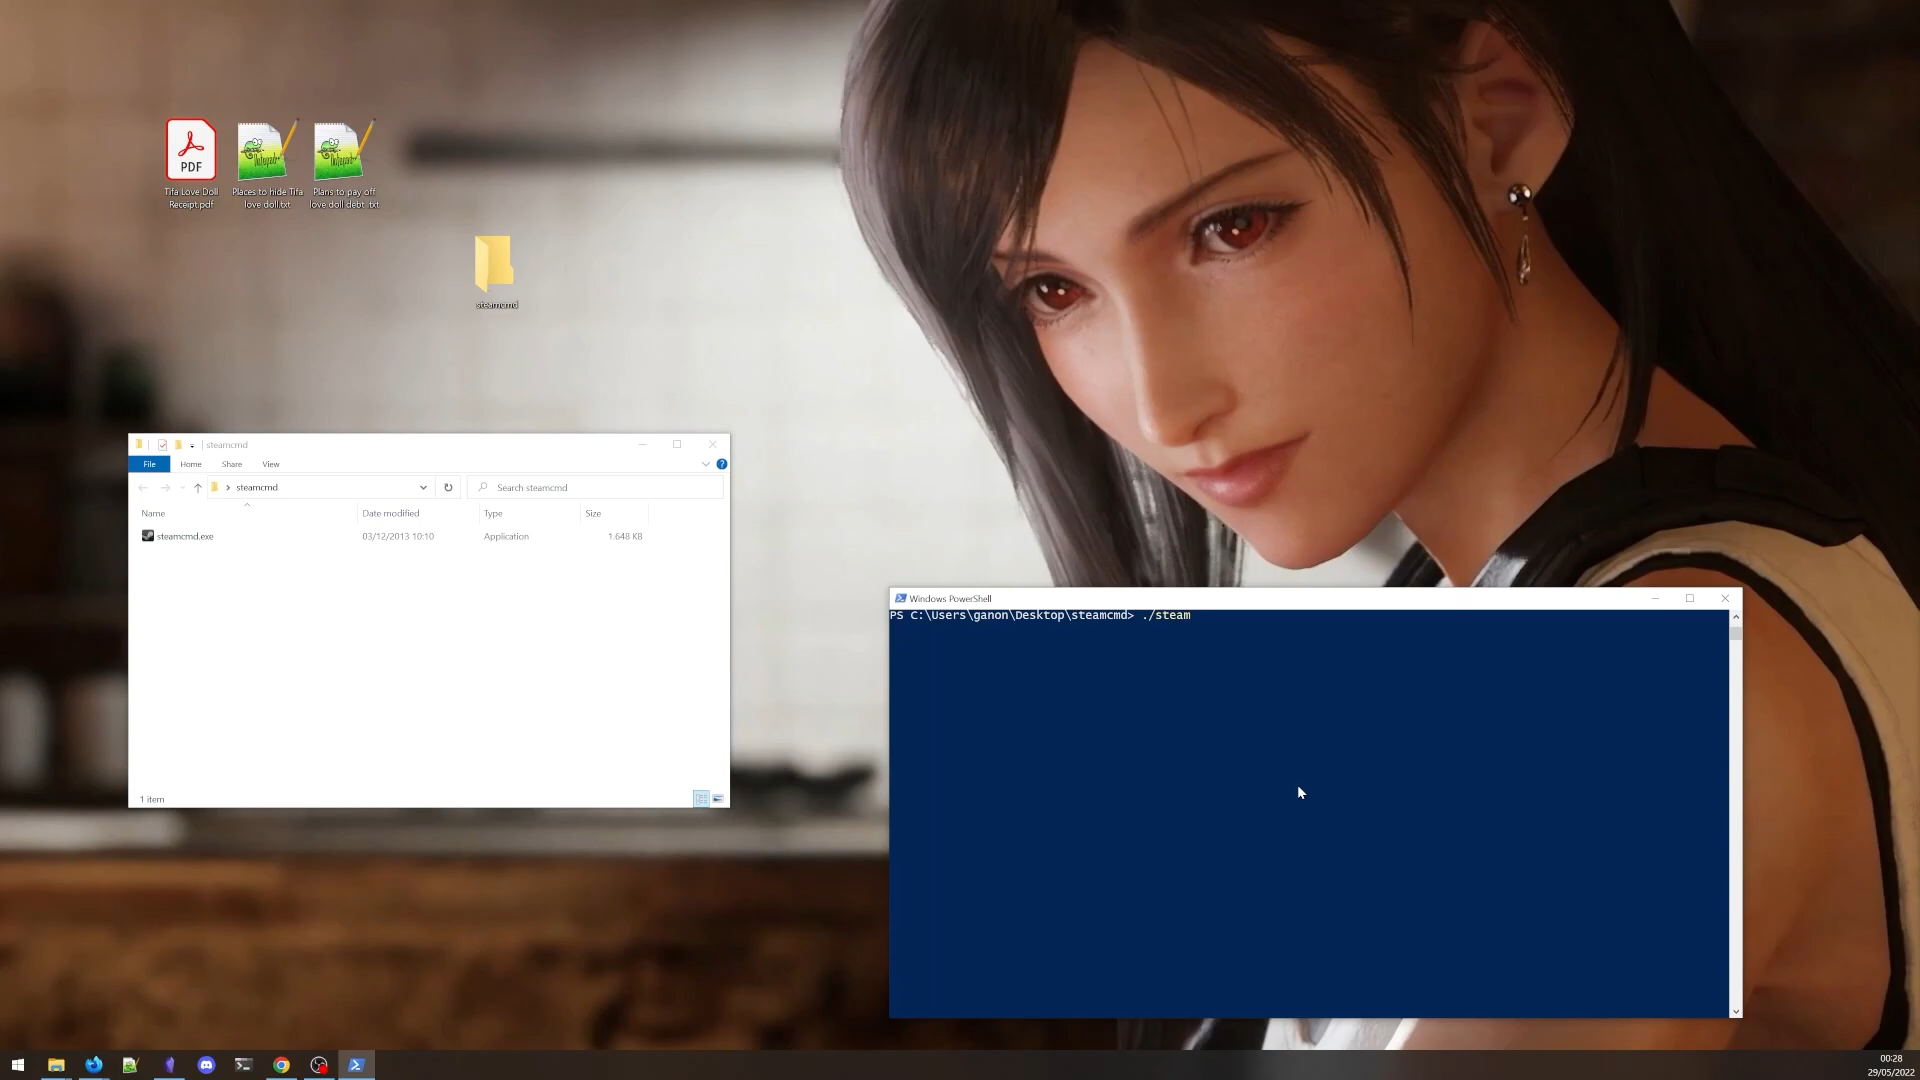 PDF
Tifa Love Doll
Receipt.pdf
Places to hide Tifa
love doll.txt
Plans to pay off
love doll debt .txt
steamcmd
steamcmd
File
Home
Share
View
steamcmd
Search steamcmd
Name
Date modified
Type
Size
steamcmd.exe
03/12/2013 10:10
Application
1.648 KB
1 item
Windows PowerShell
PS C:\Users\ganon\Desktop\steamcmd> ./steam
00:28
29/05/2022